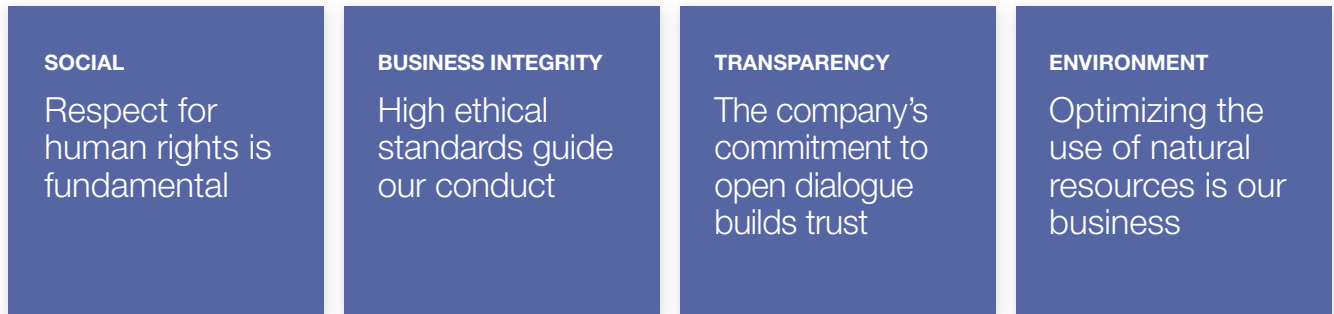 SOCIAL
Respect for
human rights is
fundamental
BUSINESS INTEGRITY
High ethical
standards guide
our conduct
TRANSPARENCY
The company’s
commitment to
open dialogue
builds trust
ENVIRONMENT
Optimizing the
use of natural
resources is our
business